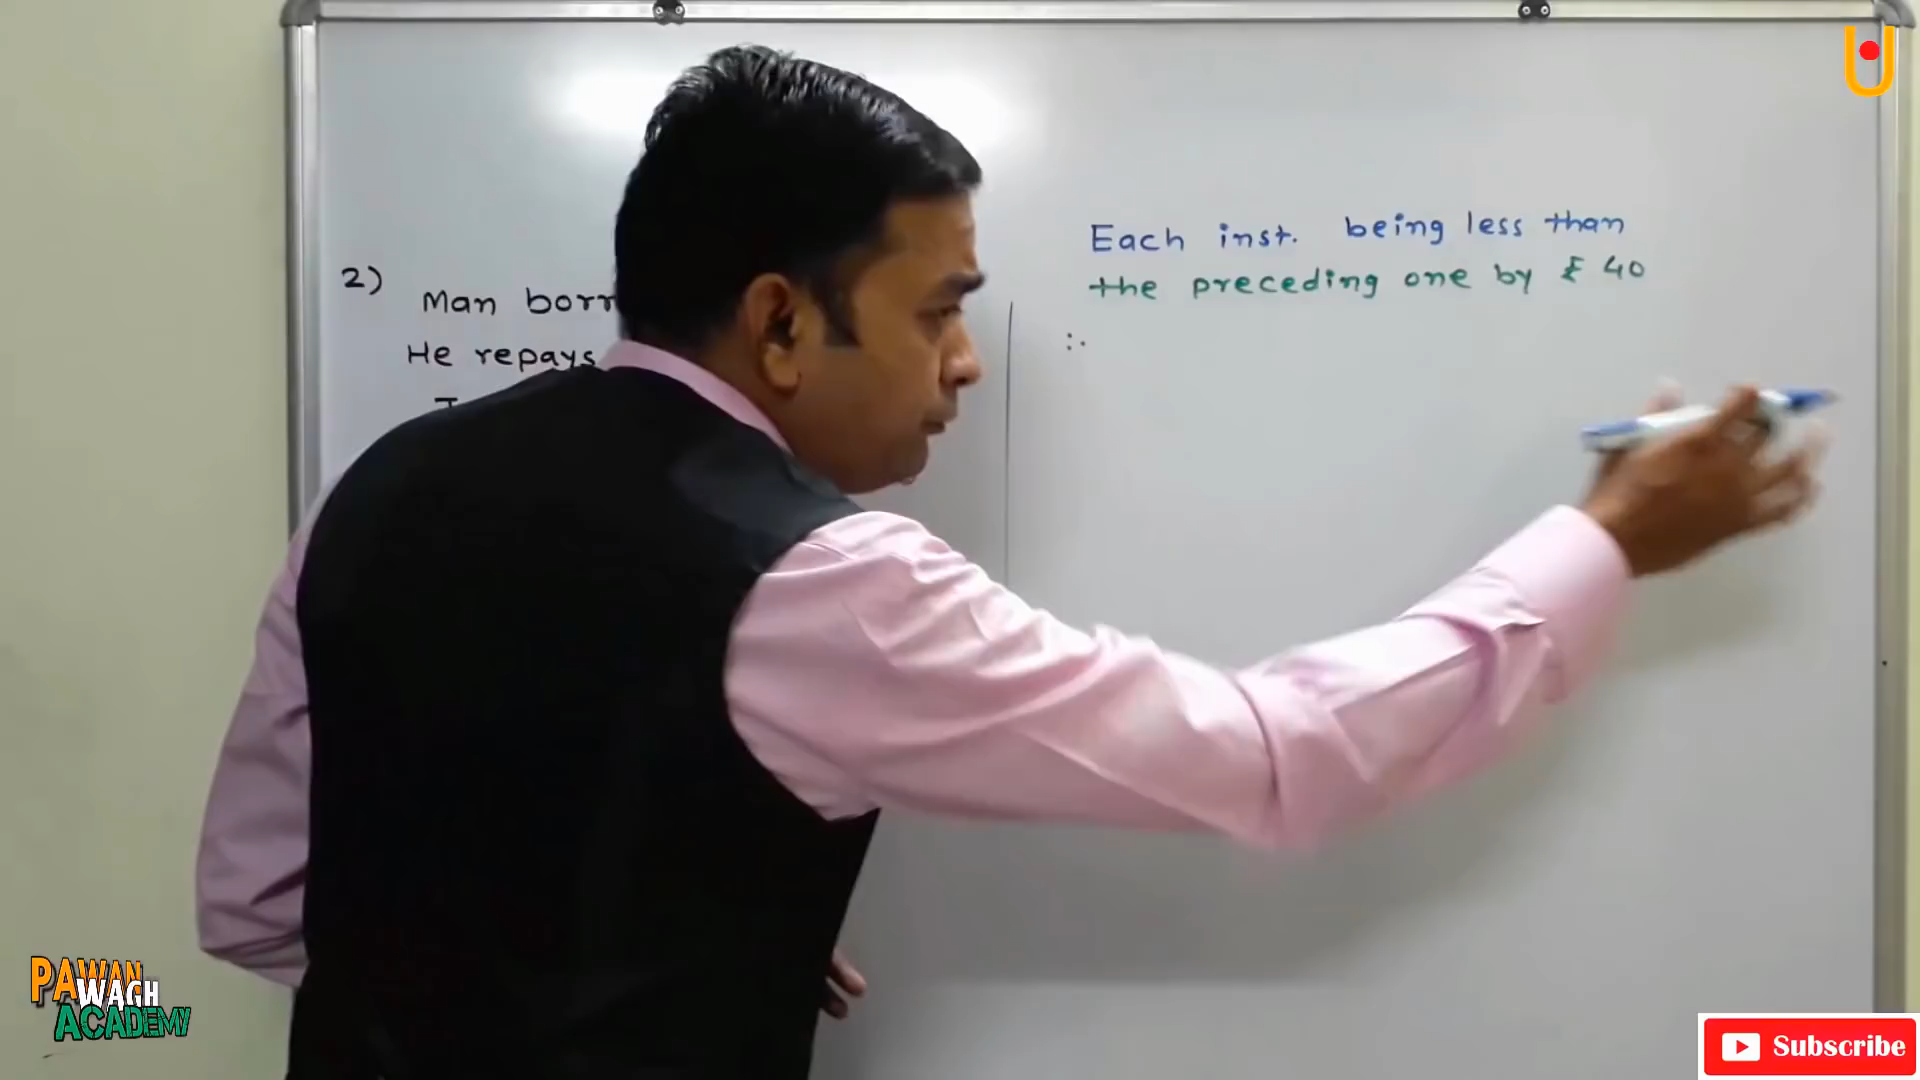 Each inst. being less than
the preceding one by ₹ 40
∴
2)
Man borr
He repays
PAWAN
WAGH
ACADEMY
Subscribe